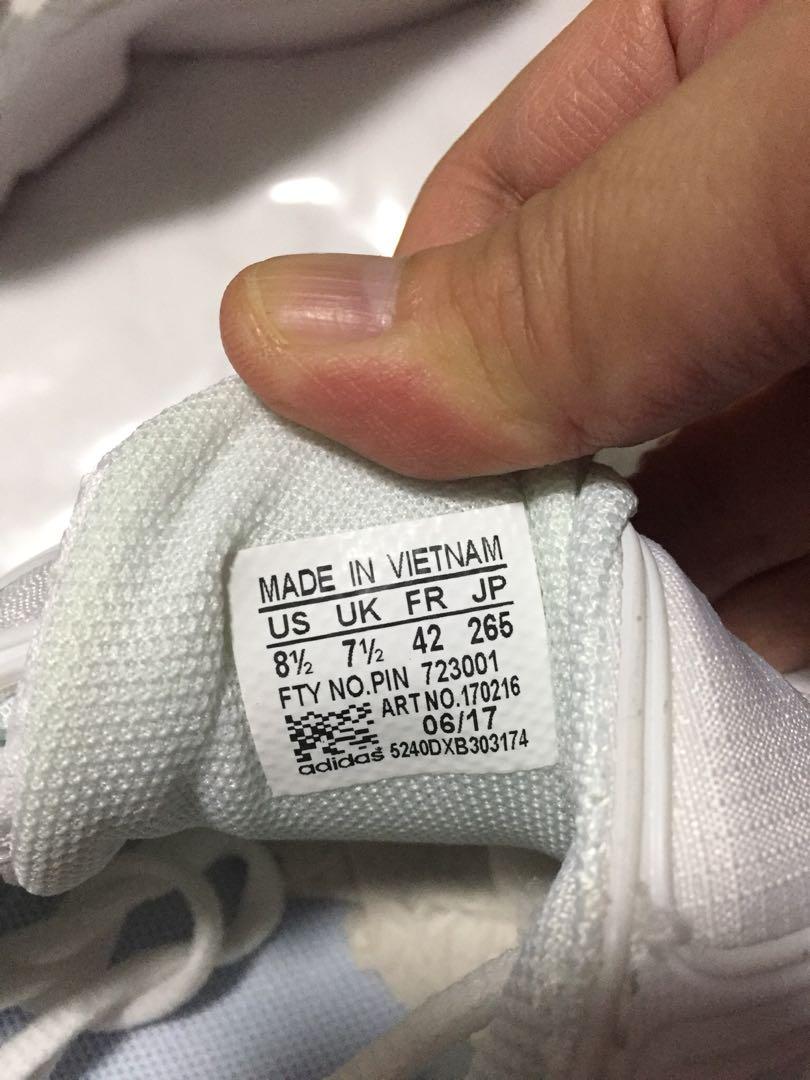 MADE IN VIETNAM
US UK FR JP
8½ 7½ 42 265
FTY NO.PIN 723001
ART NO.170216
06/17
adidas 5240DXB303174